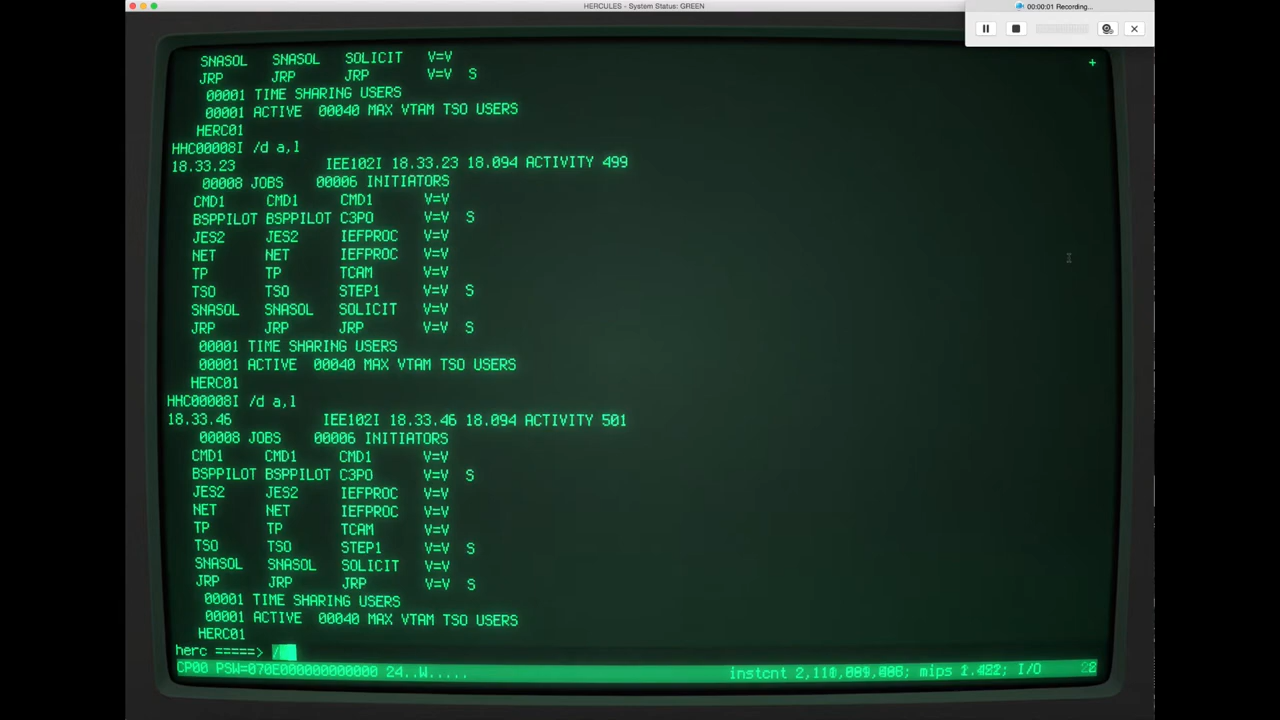 HERCULES - System Status: GREEN
00:00:01 Recording...
SNASOL SNASOL SOLICIT V=V
JRP JRP JRP V=V S
00001 TIME SHARING USERS
00001 ACTIVE 00040 MAX VTAM TSO USERS
HERC01
HHC00008I /d a,l
18.33.23 IEE102I 18.33.23 18.094 ACTIVITY 499
00008 JOBS 00006 INITIATORS
CMD1 CMD1 CMD1 V=V
BSPPILOT BSPPILOT C3PO V=V S
JES2 JES2 IEFPROC V=V
NET NET IEFPROC V=V
TP TP TCAM V=V
TSO TSO STEP1 V=V S
SNASOL SNASOL SOLICIT V=V
JRP JRP JRP V=V S
00001 TIME SHARING USERS
00001 ACTIVE 00040 MAX VTAM TSO USERS
HERC01
HHC00008I /d a,l
18.33.46 IEE102I 18.33.46 18.094 ACTIVITY 501
00008 JOBS 00006 INITIATORS
CMD1 CMD1 CMD1 V=V
BSPPILOT BSPPILOT C3PO V=V S
JES2 JES2 IEFPROC V=V
NET NET IEFPROC V=V
TP TP TCAM V=V
TSO TSO STEP1 V=V S
SNASOL SNASOL SOLICIT V=V
JRP JRP JRP V=V S
00001 TIME SHARING USERS
00001 ACTIVE 00040 MAX VTAM TSO USERS
HERC01
herc =====> /
CP00 PSW=070E000000000000 24..W..... instcnt mips I/O